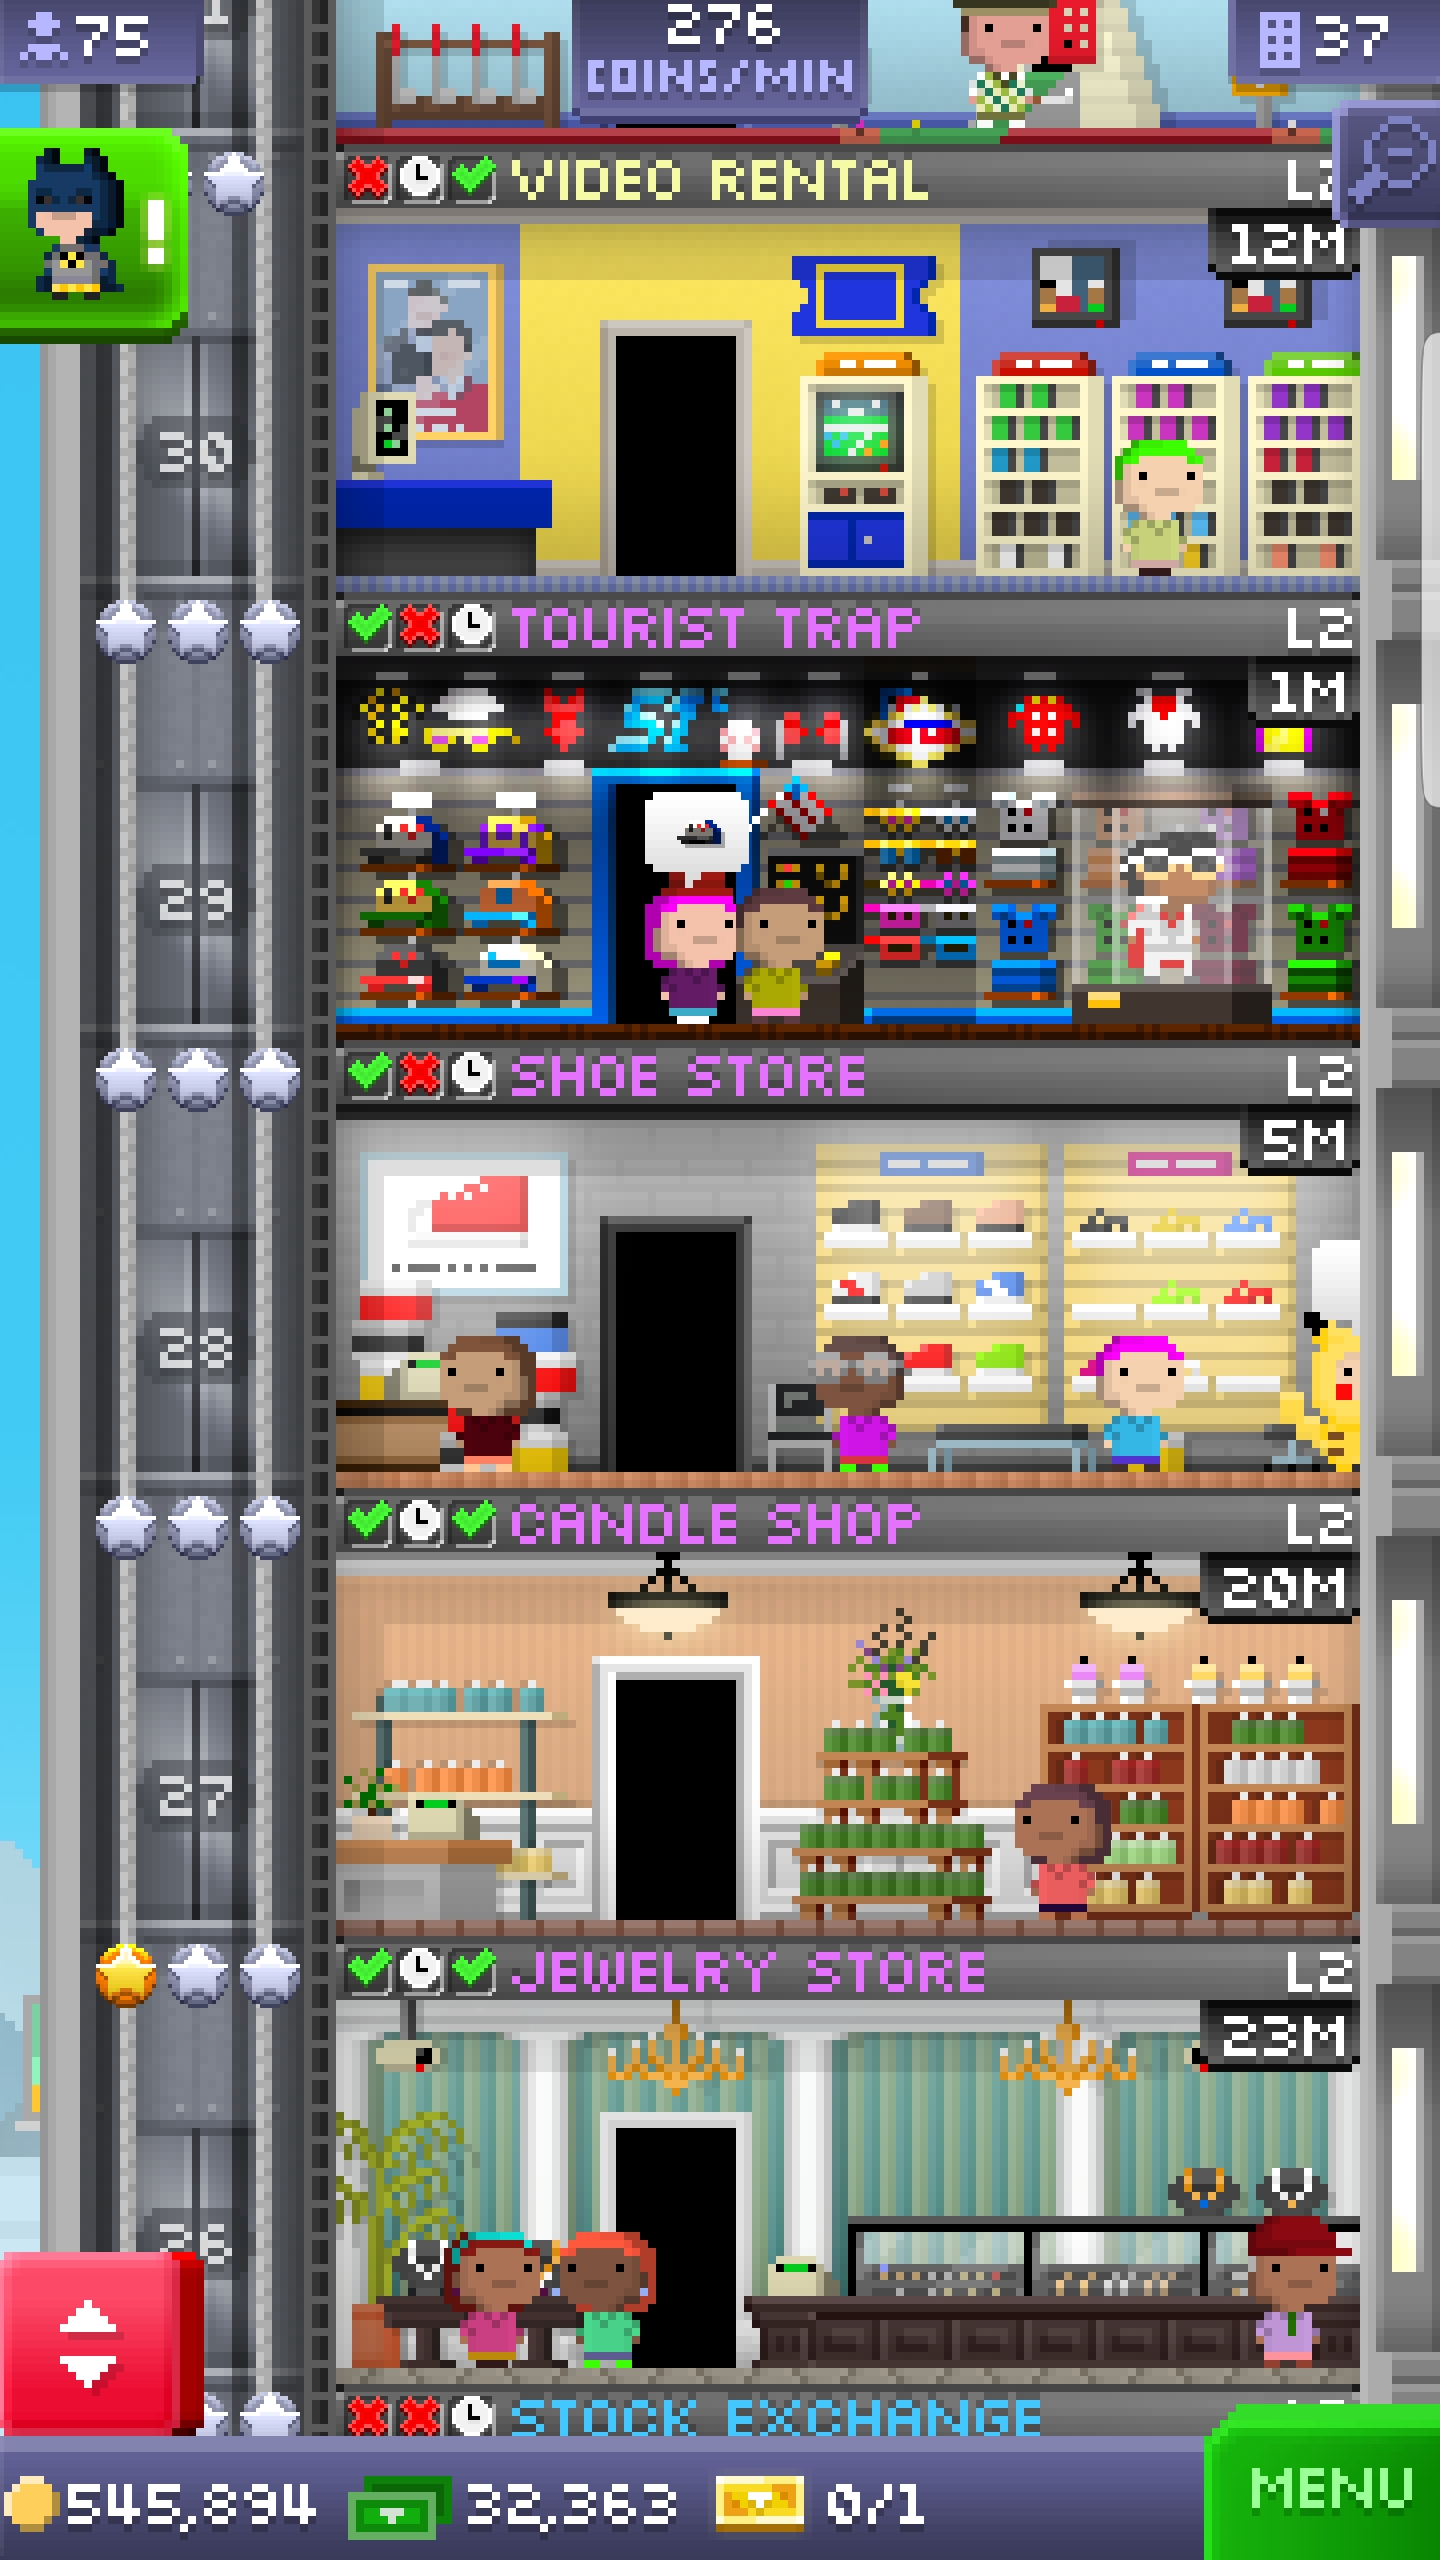 75
276
COINS/MIN
37
VIDEO RENTAL
12M
30
TOURIST TRAP L2
1M
29
SHOE STORE L2
5M
28
CANDLE SHOP L2
20M
27
JEWELRY STORE L2
23M
26
STOCK EXCHANGE
545,894 32,363 0/1
MENU